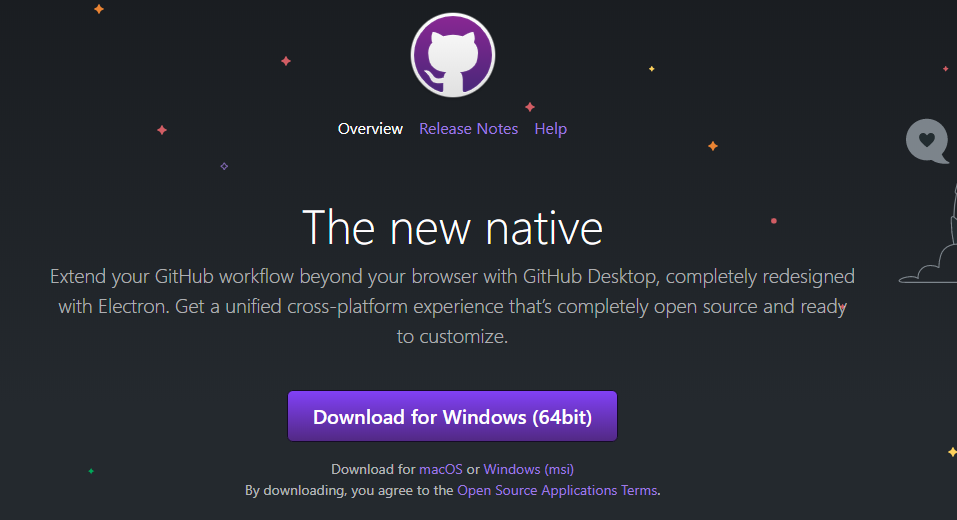 Overview Release Notes Help
The new native
Extend your GitHub workflow beyond your browser with GitHub Desktop, completely redesigned
with Electron. Get a unified cross-platform experience that’s completely open source and ready
to customize.
Download for Windows (64bit)
Download for macOS or Windows (msi)
By downloading, you agree to the Open Source Applications Terms.